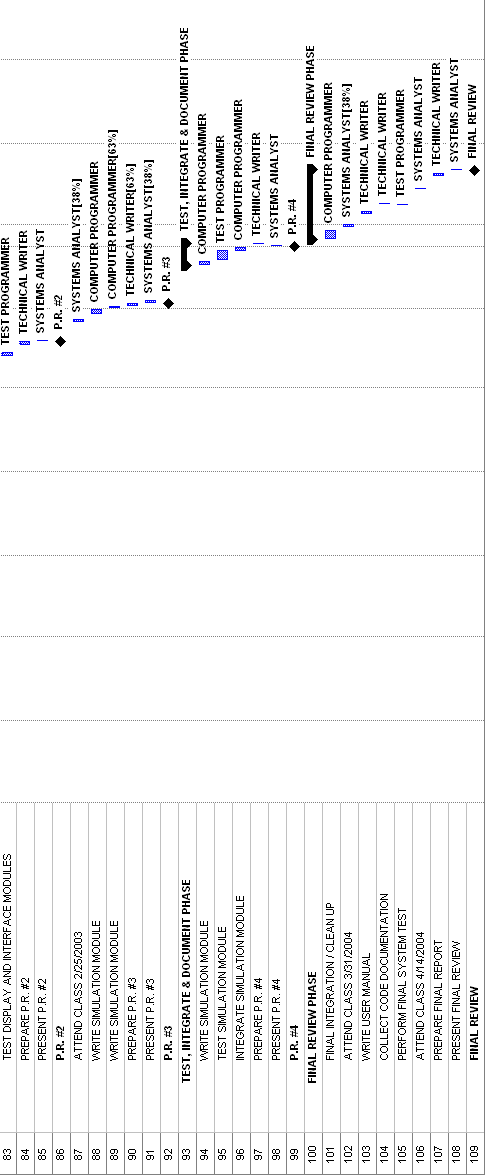 83 TEST DISPLAY AND INTERFACE MODULES TEST PROGRAMMER
84 PREPARE P.R. #2 TECHNICAL WRITER
85 PRESENT P.R. #2 SYSTEMS ANALYST
86 P.R. #2 P.R. #2
87 ATTEND CLASS 2/25/2003 SYSTEMS ANALYST[38%]
88 WRITE SIMULATION MODULE COMPUTER PROGRAMMER
89 WRITE SIMULATION MODULE COMPUTER PROGRAMMER[63%]
90 PREPARE P.R. #3 TECHNICAL WRITER[63%]
91 PRESENT P.R. #3 SYSTEMS ANALYST[38%]
92 P.R. #3 P.R. #3
93 TEST, INTEGRATE & DOCUMENT PHASE TEST, INTEGRATE & DOCUMENT PHASE
94 WRITE SIMULATION MODULE COMPUTER PROGRAMMER
95 TEST SIMULATION MODULE TEST PROGRAMMER
96 INTEGRATE SIMULATION MODULE COMPUTER PROGRAMMER
97 PREPARE P.R. #4 TECHNICAL WRITER
98 PRESENT P.R. #4 SYSTEMS ANALYST
99 P.R. #4 P.R. #4
100 FINAL REVIEW PHASE FINAL REVIEW PHASE
101 FINAL INTEGRATION / CLEAN UP COMPUTER PROGRAMMER
102 ATTEND CLASS 3/31/2004 SYSTEMS ANALYST[38%]
103 WRITE USER MANUAL TECHNICAL WRITER
104 COLLECT CODE DOCUMENTATION TECHNICAL WRITER
105 PERFORM FINAL SYSTEM TEST TEST PROGRAMMER
106 ATTEND CLASS 4/14/2004 SYSTEMS ANALYST
107 PREPARE FINAL REPORT TECHNICAL WRITER
108 PRESENT FINAL REVIEW SYSTEMS ANALYST
109 FINAL REVIEW FINAL REVIEW